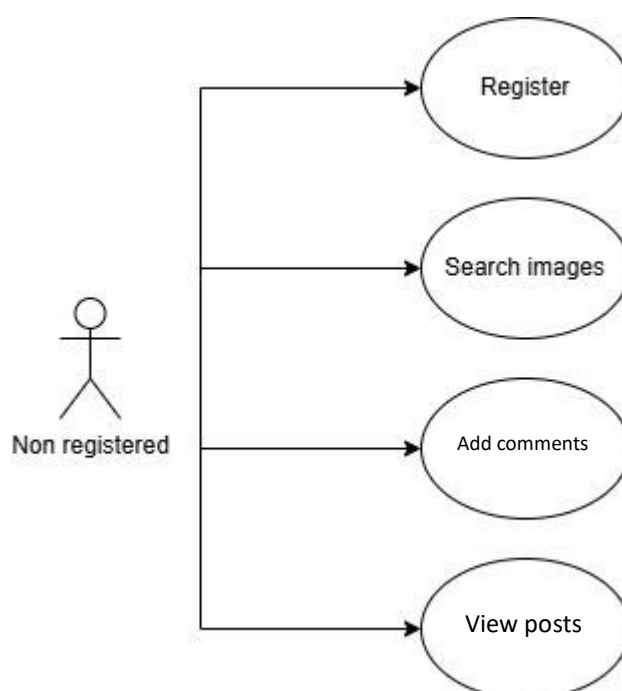 Register
Search images
Non registered
Add comments
View posts